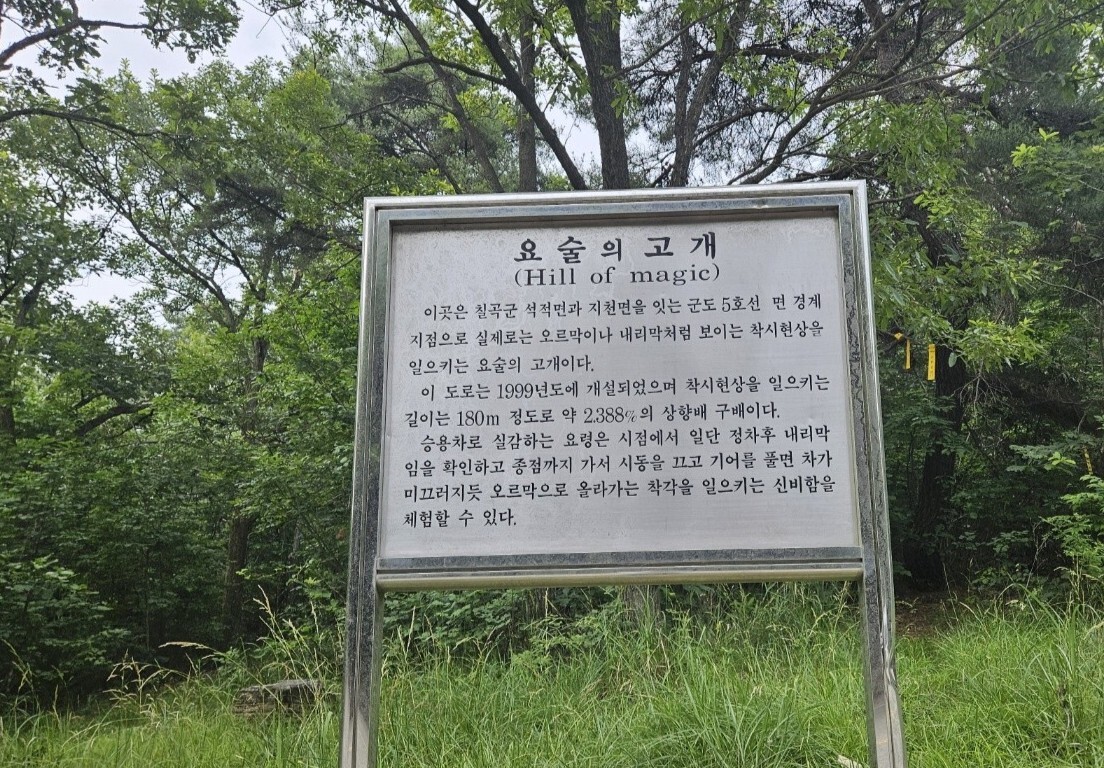 요술의 고개
(Hill of magic)
이곳은 칠곡군 석적면과 지천면을 잇는 군도 5호선 면 경계
지점으로 실제로는 오르막이나 내리막처럼 보이는 착시현상을
일으키는 요술의 고개이다.
이 도로는 1999년도에 개설되었으며 착시현상을 일으키는
길이는 180m 정도로 약 2.388%의 상향배 구배이다.
승용차로 실감하는 요령은 시점에서 일단 정차후 내리막
임을 확인하고 종점까지 가서 시동을 끄고 기어를 풀면 차가
미끄러지듯 오르막으로 올라가는 착각을 일으키는 신비함을
체험할 수 있다.